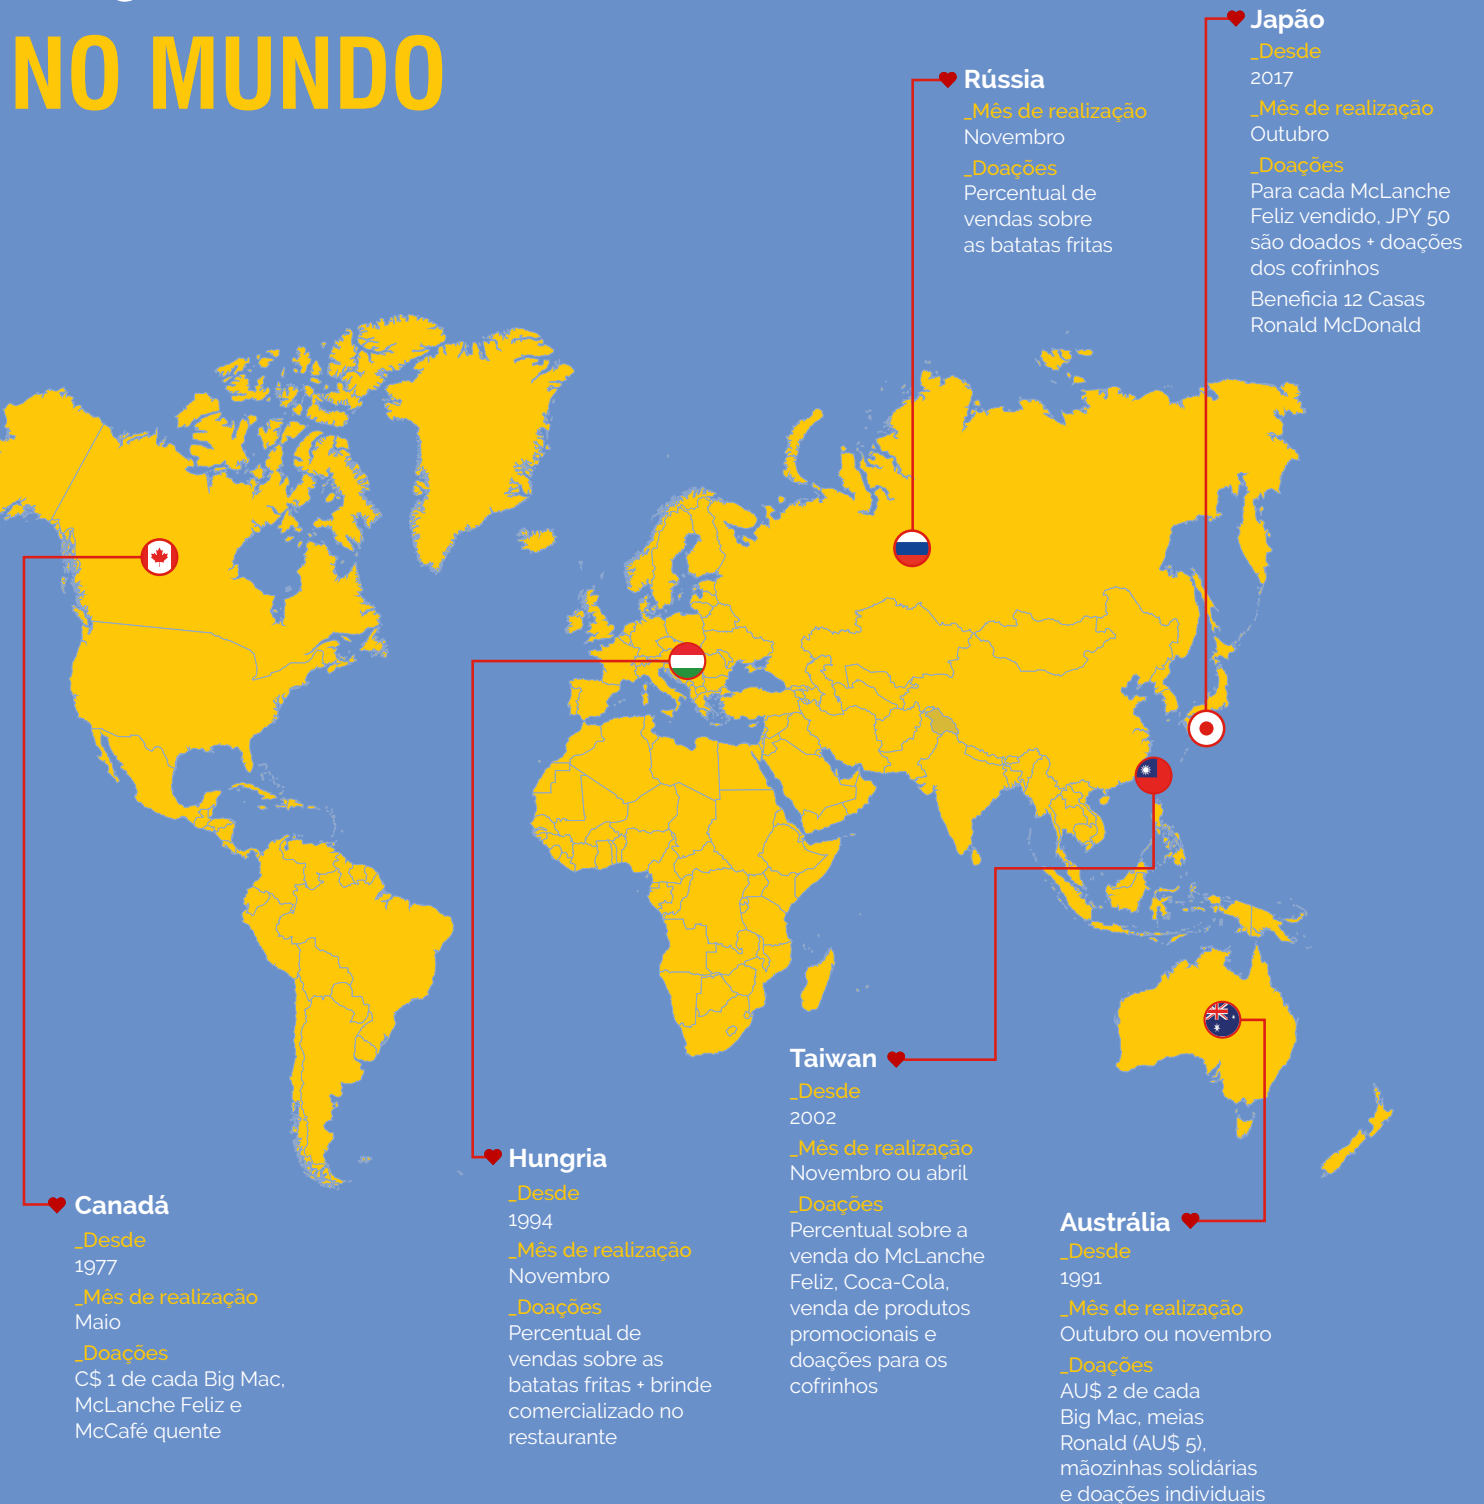 NO MUNDO
Japão
_Desde
2017
_Mês de realização
Outubro
_Doações
Para cada McLanche
Feliz vendido, JPY 50
são doados + doações
dos cofrinhos
Beneficia 12 Casas
Ronald McDonald
Rússia
_Mês de realização
Novembro
_Doações
Percentual de
vendas sobre
as batatas fritas
Taiwan
_Desde
2002
_Mês de realização
Novembro ou abril
_Doações
Percentual sobre a
venda do McLanche
Feliz, Coca-Cola,
venda de produtos
promocionais e
doações para os
cofrinhos
Hungria
_Desde
1994
_Mês de realização
Novembro
_Doações
Percentual de
vendas sobre as
batatas fritas + brinde
comercializado no
restaurante
Canadá
_Desde
1977
_Mês de realização
Maio
_Doações
C$ 1 de cada Big Mac,
McLanche Feliz e
McCafé quente
Austrália
_Desde
1991
_Mês de realização
Outubro ou novembro
_Doações
AU$ 2 de cada
Big Mac, meias
Ronald (AU$ 5),
mãozinhas solidárias
e doações individuais